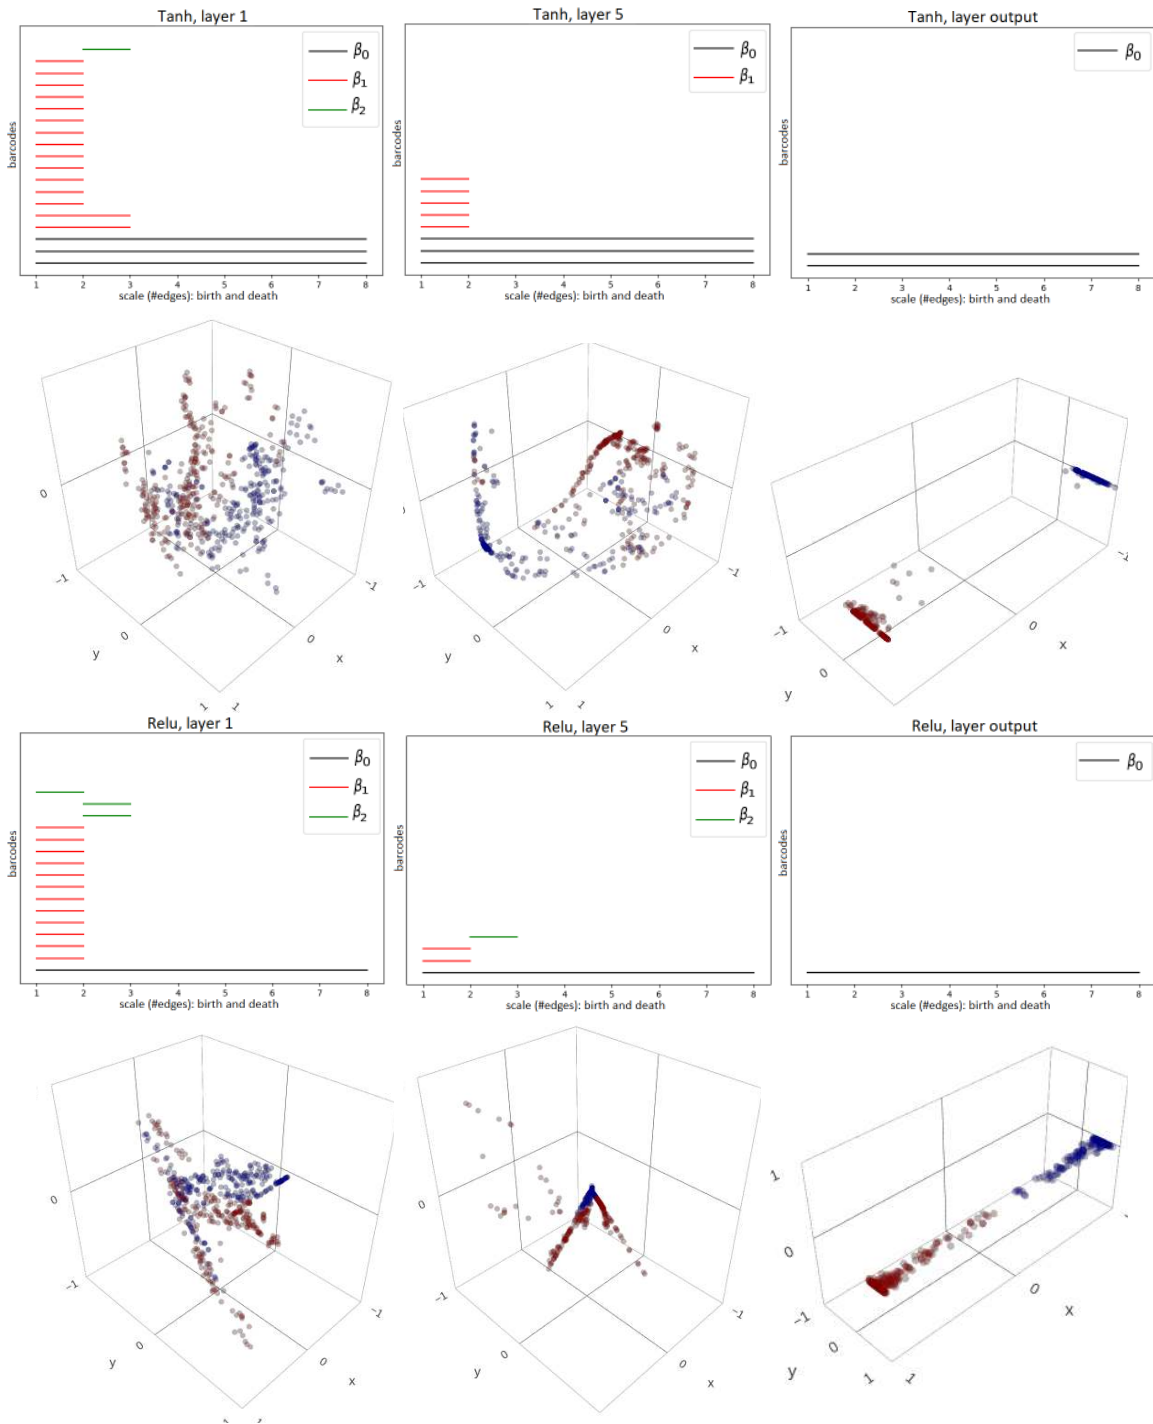 Tanh, layer 1
β0
β1
β2
barcodes
1 2 3 4 5 6 7 8
scale (#edges): birth and death
Tanh, layer 5
β0
β1
barcodes
1 2 3 4 5 6 7 8
scale (#edges): birth and death
Tanh, layer output
β0
barcodes
1 2 3 4 5 6 7 8
scale (#edges): birth and death
0
−1
0
y
1
1
0
x
−1
−1
0
y
1
1
0
x
−1
−1
0
y
0
x
Relu, layer 1
β0
β1
β2
barcodes
1 2 3 4 5 6 7 8
scale (#edges): birth and death
Relu, layer 5
β0
β1
β2
barcodes
1 2 3 4 5 6 7 8
scale (#edges): birth and death
Relu, layer output
β0
barcodes
1 2 3 4 5 6 7 8
scale (#edges): birth and death
0
−1
0
y
0
x
−1
0
−1
0
y
0
x
−1
1
0
−1
0
y
1
1
0
x